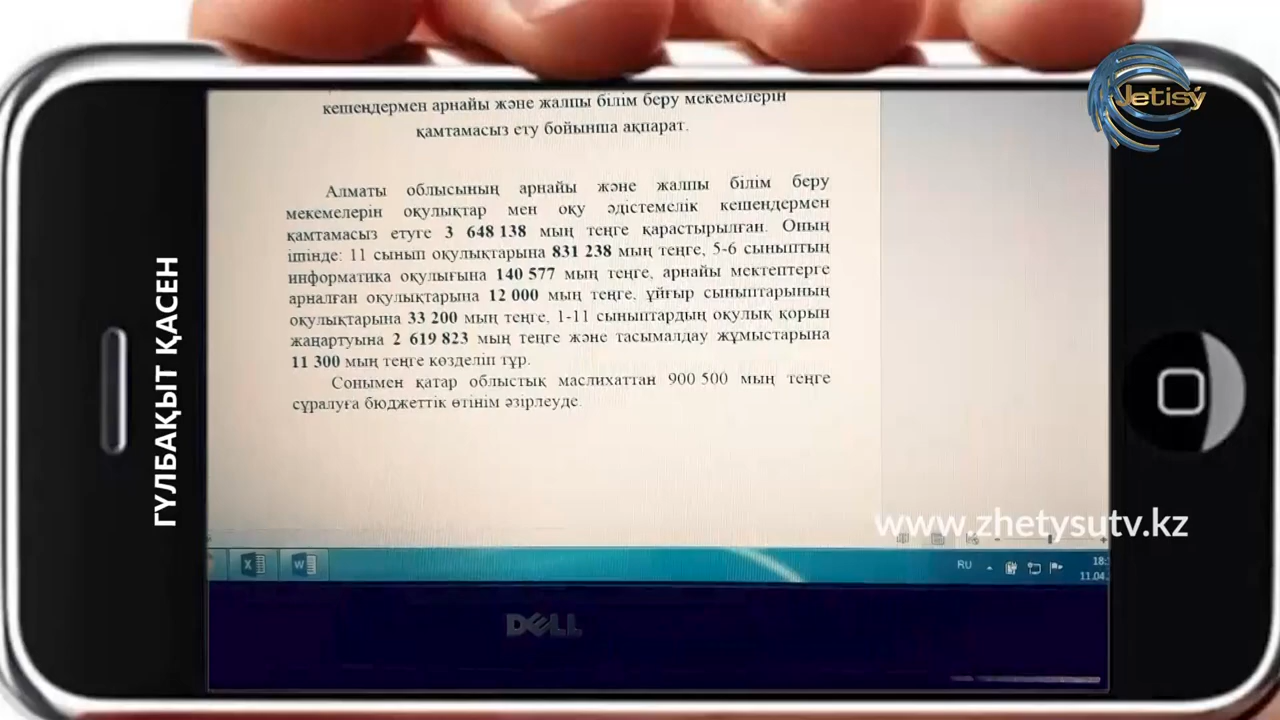 Jetisý
кешендермен арнайы және жалпы білім беру мекемелерін
қамтамасыз ету бойынша ақпарат.
Алматы облысының арнайы және жалпы білім беру
мекемелерін оқулықтар мен оқу әдістемелік кешендермен
қамтамасыз етуге 3 648 138 мың теңге қарастырылған. Оның
ішінде: 11 сынып оқулықтарына 831 238 мың теңге, 5-6 сыныптың
информатика оқулығына 140 577 мың теңге, арнайы мектептерге
арналған оқулықтарына 12 000 мың теңге, ұйғыр сыныптарының
оқулықтарына 33 200 мың теңге, 1-11 сыныптардың оқулық қорын
жаңартуына 2 619 823 мың теңге және тасымалдау жұмыстарына
11 300 мың теңге көзделіп тұр.
Сонымен қатар облыстық маслихаттан 900 500 мың теңге
сұралуға бюджеттік өтінім әзірлеуде.
ГҮЛБАҚЫТ ҚАСЕН
www.zhetysutv.kz
RU
18:
11.04.
DELL